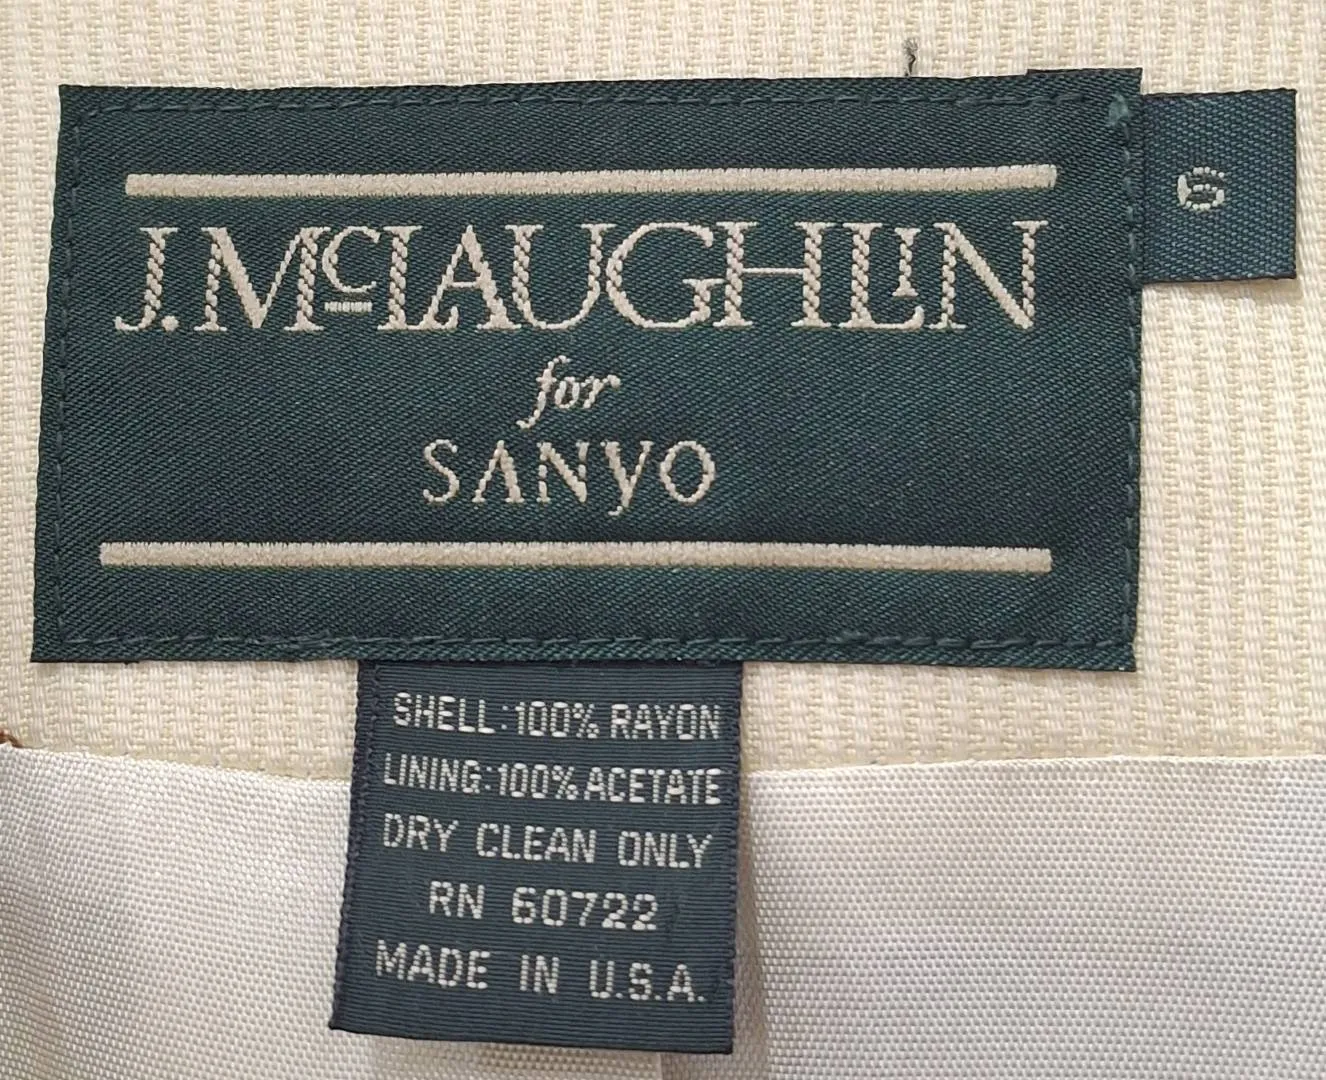 J. McLAUGHLIN
6
for
SANYO
SHELL: 100% RAYON
LINING: 100% ACETATE
DRY CLEAN ONLY
RN 60722
MADE IN U.S.A.